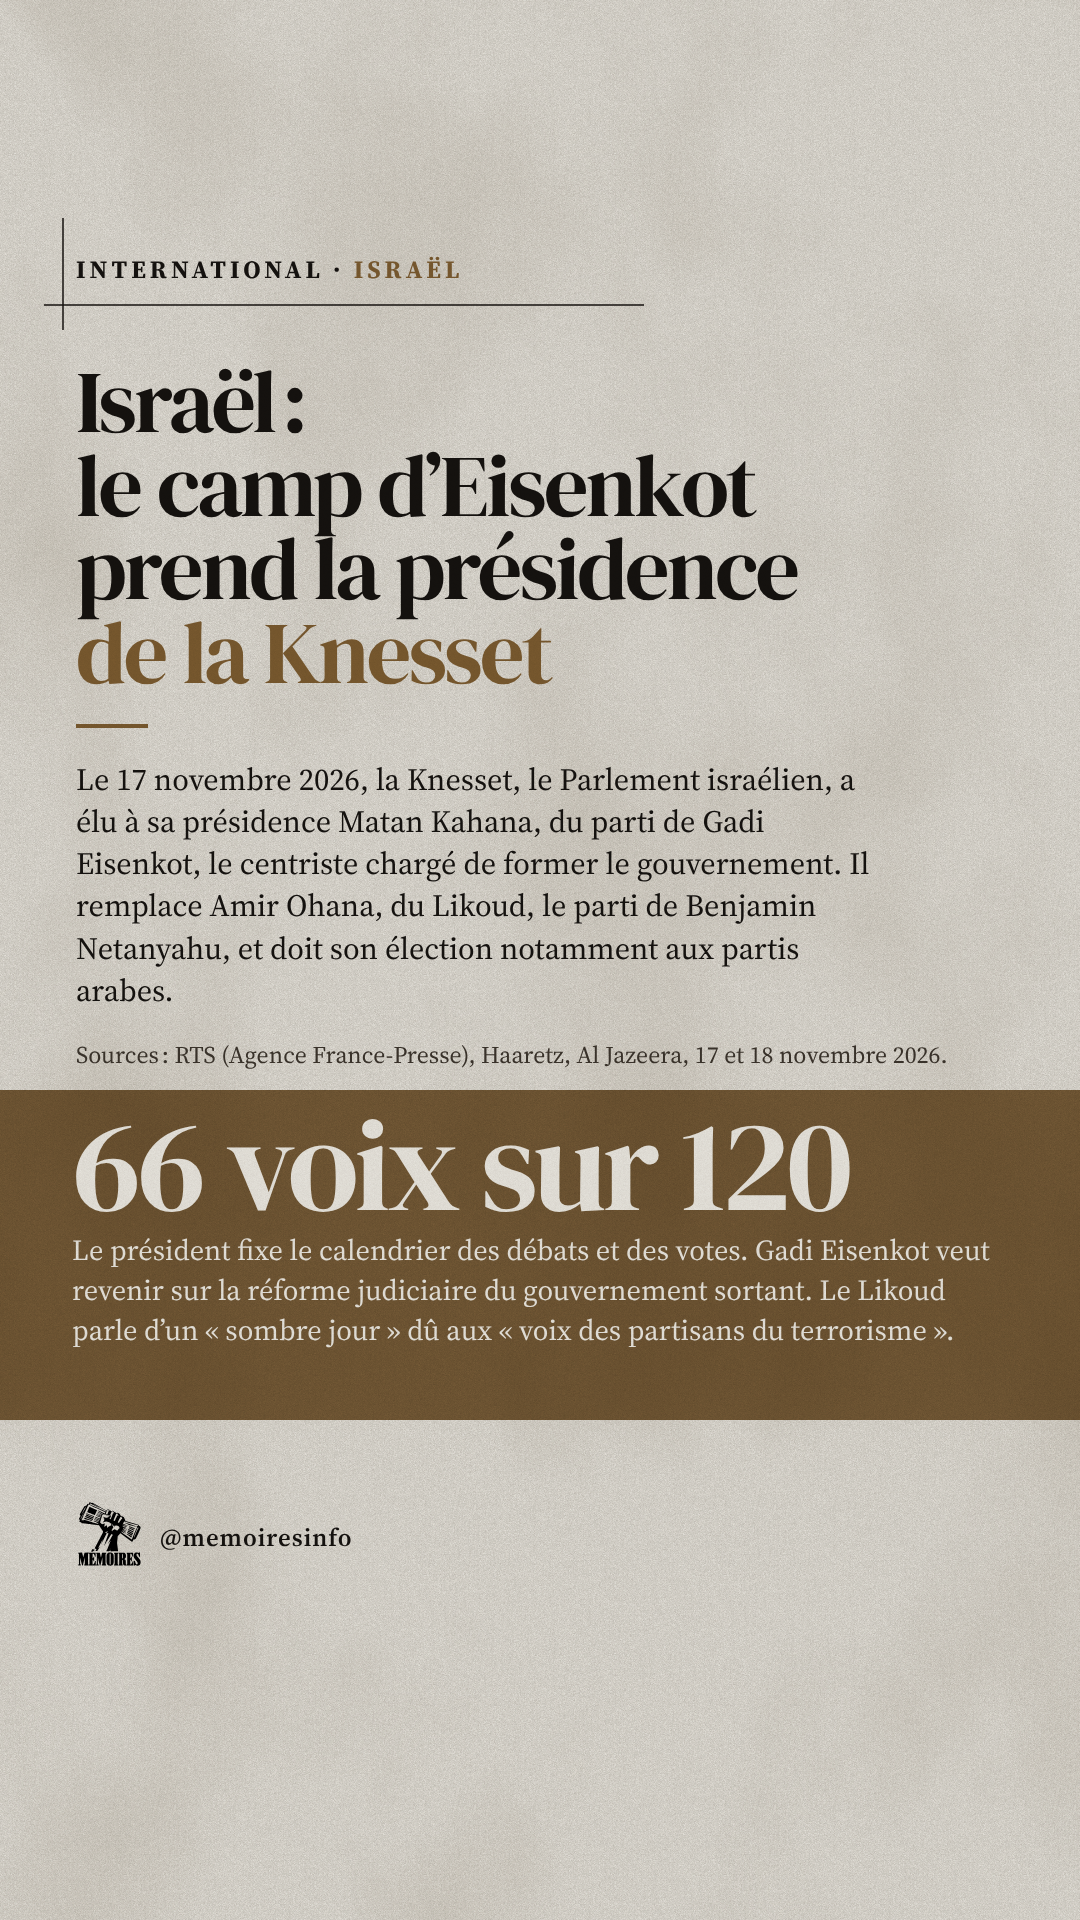 INTERNATIONAL · ISRAËL
Israël :
le camp d’Eisenkot
prend la présidence
de la Knesset
Le 17 novembre 2026, la Knesset, le Parlement israélien, a
élu à sa présidence Matan Kahana, du parti de Gadi
Eisenkot, le centriste chargé de former le gouvernement. Il
remplace Amir Ohana, du Likoud, le parti de Benjamin
Netanyahu, et doit son élection notamment aux partis
arabes.
Sources : RTS (Agence France-Presse), Haaretz, Al Jazeera, 17 et 18 novembre 2026.
66 voix sur 120
Le président fixe le calendrier des débats et des votes. Gadi Eisenkot veut
revenir sur la réforme judiciaire du gouvernement sortant. Le Likoud
parle d’un « sombre jour » dû aux « voix des partisans du terrorisme ».
MÉMOIRES
@memoiresinfo